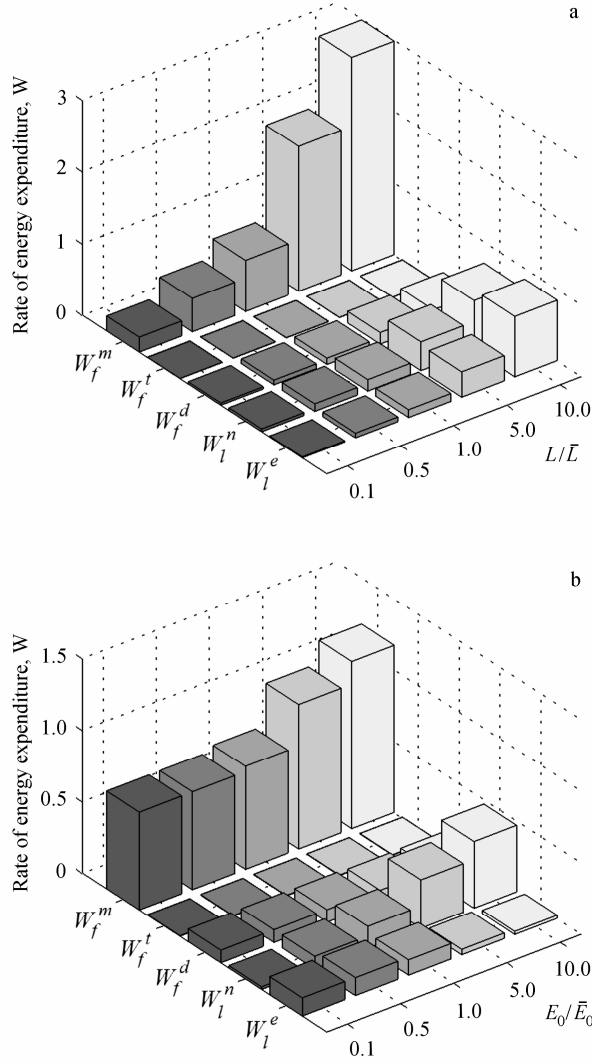 a
Rate of energy expenditure, W
3
2
1
0
W_f^m
W_f^t
W_f^d
W_l^n
W_l^e
0.1
0.5
1.0
5.0
10.0
L/L̄
b
Rate of energy expenditure, W
1.5
1.0
0.5
0
W_f^m
W_f^t
W_f^d
W_l^n
W_l^e
0.1
0.5
1.0
5.0
10.0
E₀/Ē₀